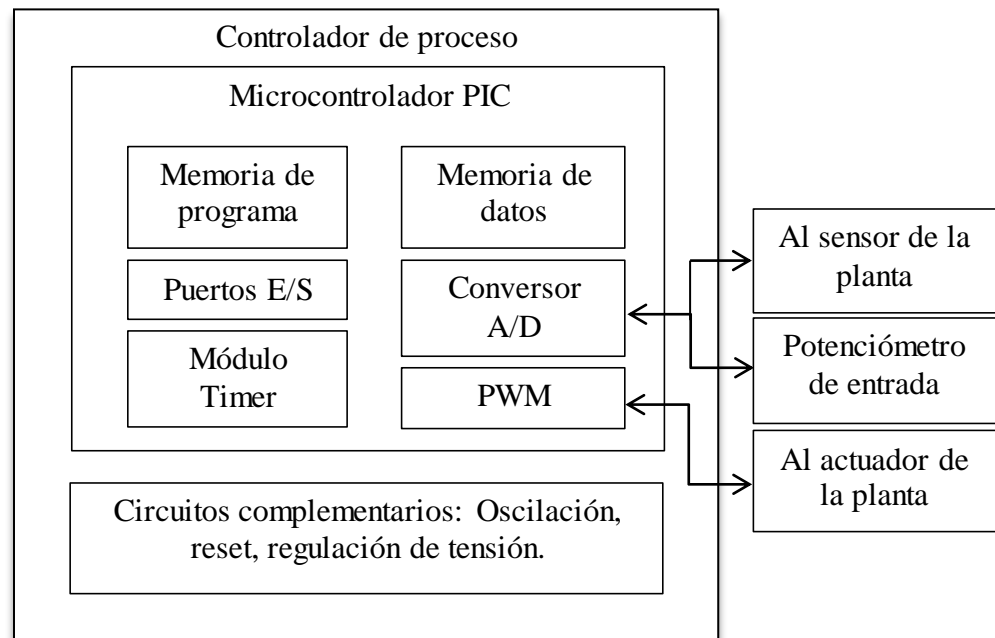 Controlador de proceso
Microcontrolador PIC
Memoria de
programa
Memoria de
datos
Puertos E/S
Conversor
A/D
Módulo
Timer
PWM
Al sensor de la
planta
Potenciómetro
de entrada
Al actuador de
la planta
Circuitos complementarios: Oscilación,
reset, regulación de tensión.